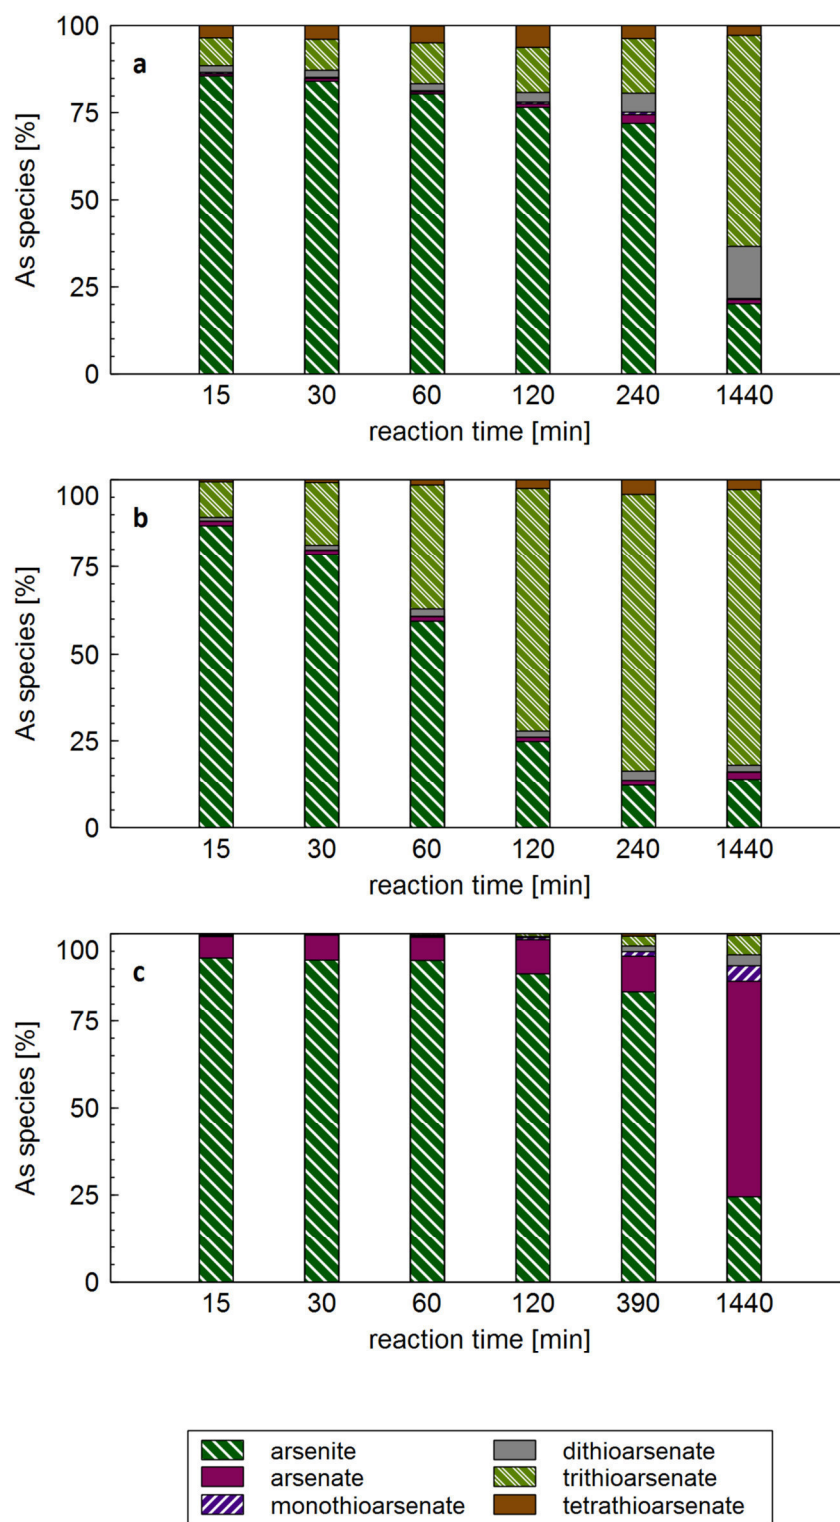 100
a
75
As species [%]
50
25
0
15 30 60 120 240 1440
reaction time [min]
100
b
75
As species [%]
50
25
0
15 30 60 120 240 1440
reaction time [min]
100
c
75
As species [%]
50
25
0
15 30 60 120 390 1440
reaction time [min]
arsenite dithioarsenate
arsenate trithioarsenate
monothioarsenate tetrathioarsenate